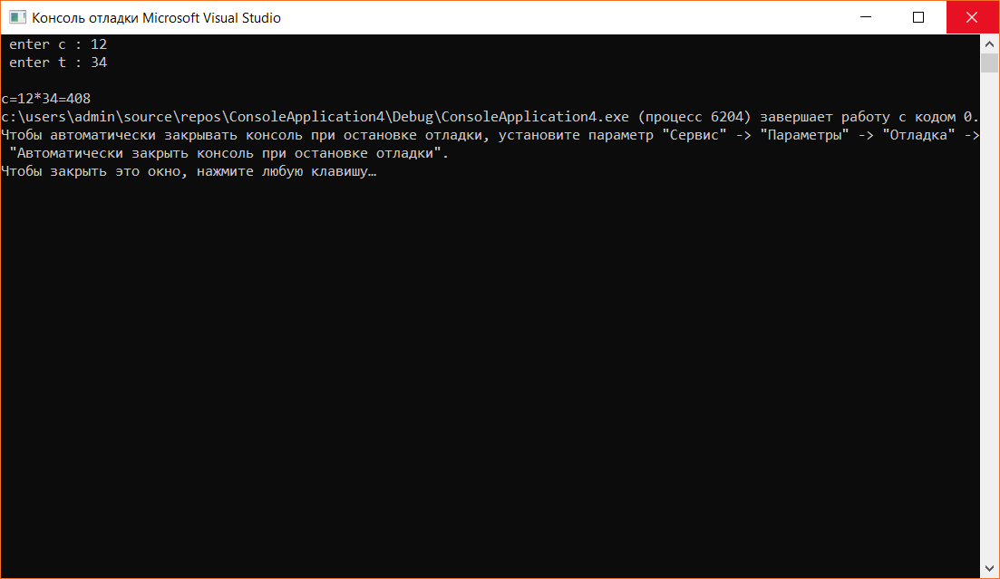 Консоль отладки Microsoft Visual Studio
enter c : 12
enter t : 34
c=12*34=408
c:\users\admin\source\repos\ConsoleApplication4\Debug\ConsoleApplication4.exe (процесс 6204) завершает работу с кодом 0.
Чтобы автоматически закрывать консоль при остановке отладки, установите параметр "Сервис" -> "Параметры" -> "Отладка" ->
"Автоматически закрыть консоль при остановке отладки".
Чтобы закрыть это окно, нажмите любую клавишу…